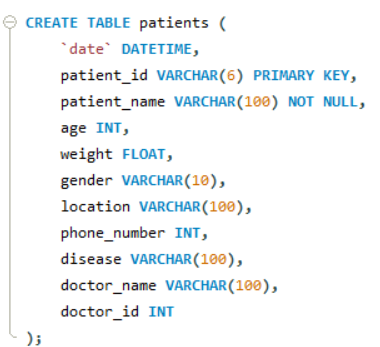 CREATE TABLE patients (
`date` DATETIME,
patient_id VARCHAR(6) PRIMARY KEY,
patient_name VARCHAR(100) NOT NULL,
age INT,
weight FLOAT,
gender VARCHAR(10),
location VARCHAR(100),
phone_number INT,
disease VARCHAR(100),
doctor_name VARCHAR(100),
doctor_id INT
);